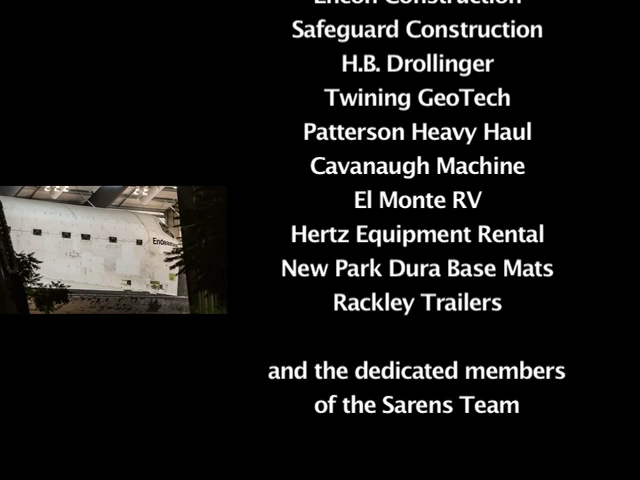 Construction
Safeguard Construction
H.B. Drollinger
Twining GeoTech
Patterson Heavy Haul
Cavanaugh Machine
El Monte RV
Hertz Equipment Rental
New Park Dura Base Mats
Rackley Trailers
and the dedicated members
of the Sarens Team